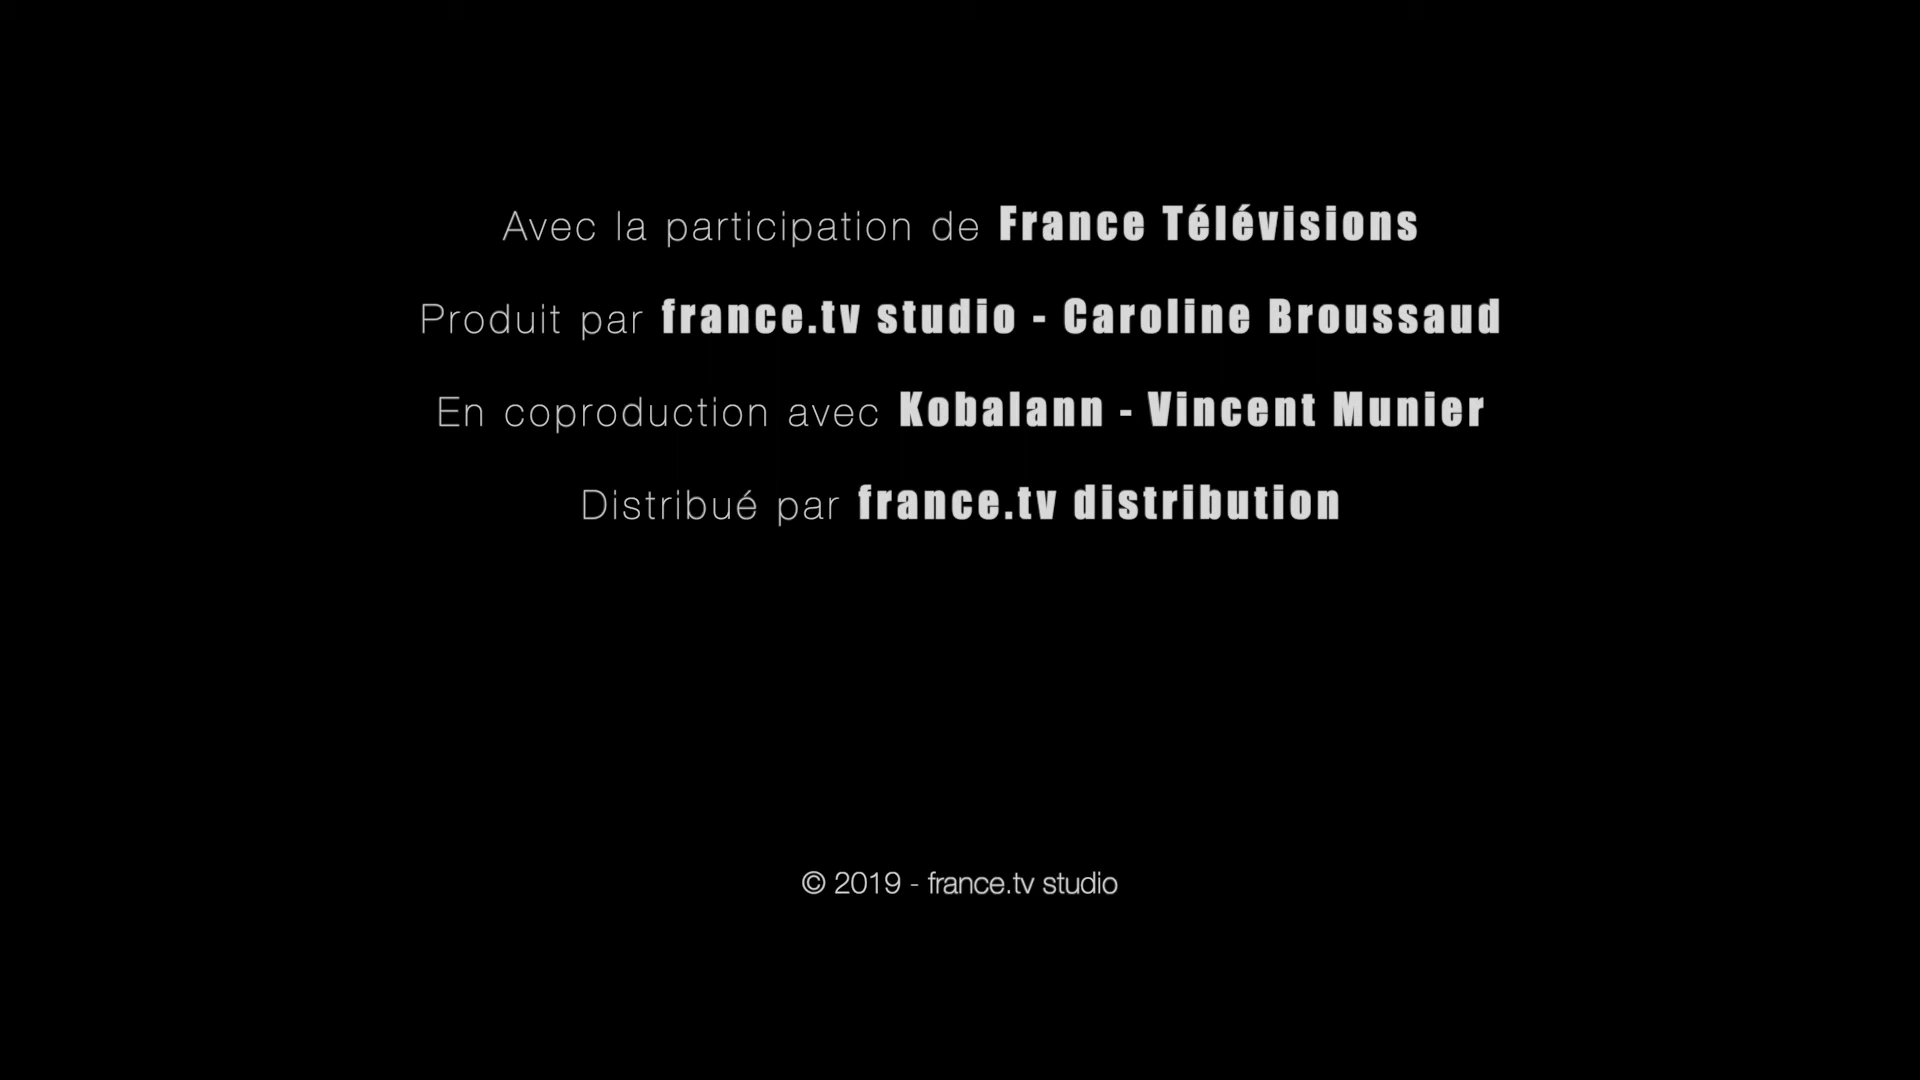 Avec la participation de France Télévisions
Produit par france.tv studio - Caroline Broussaud
En coproduction avec Kobalann - Vincent Munier
Distribué par france.tv distribution
© 2019 - france.tv studio